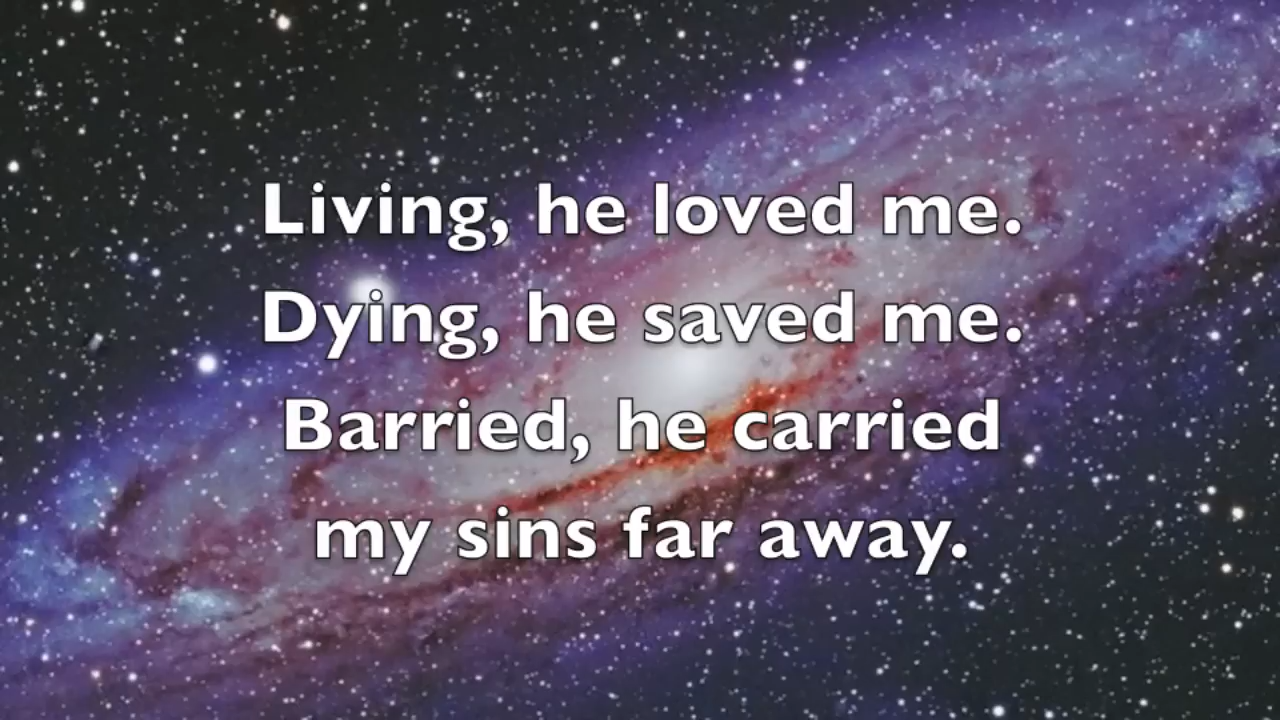 Living, he loved me.
Dying, he saved me.
Barried, he carried
my sins far away.